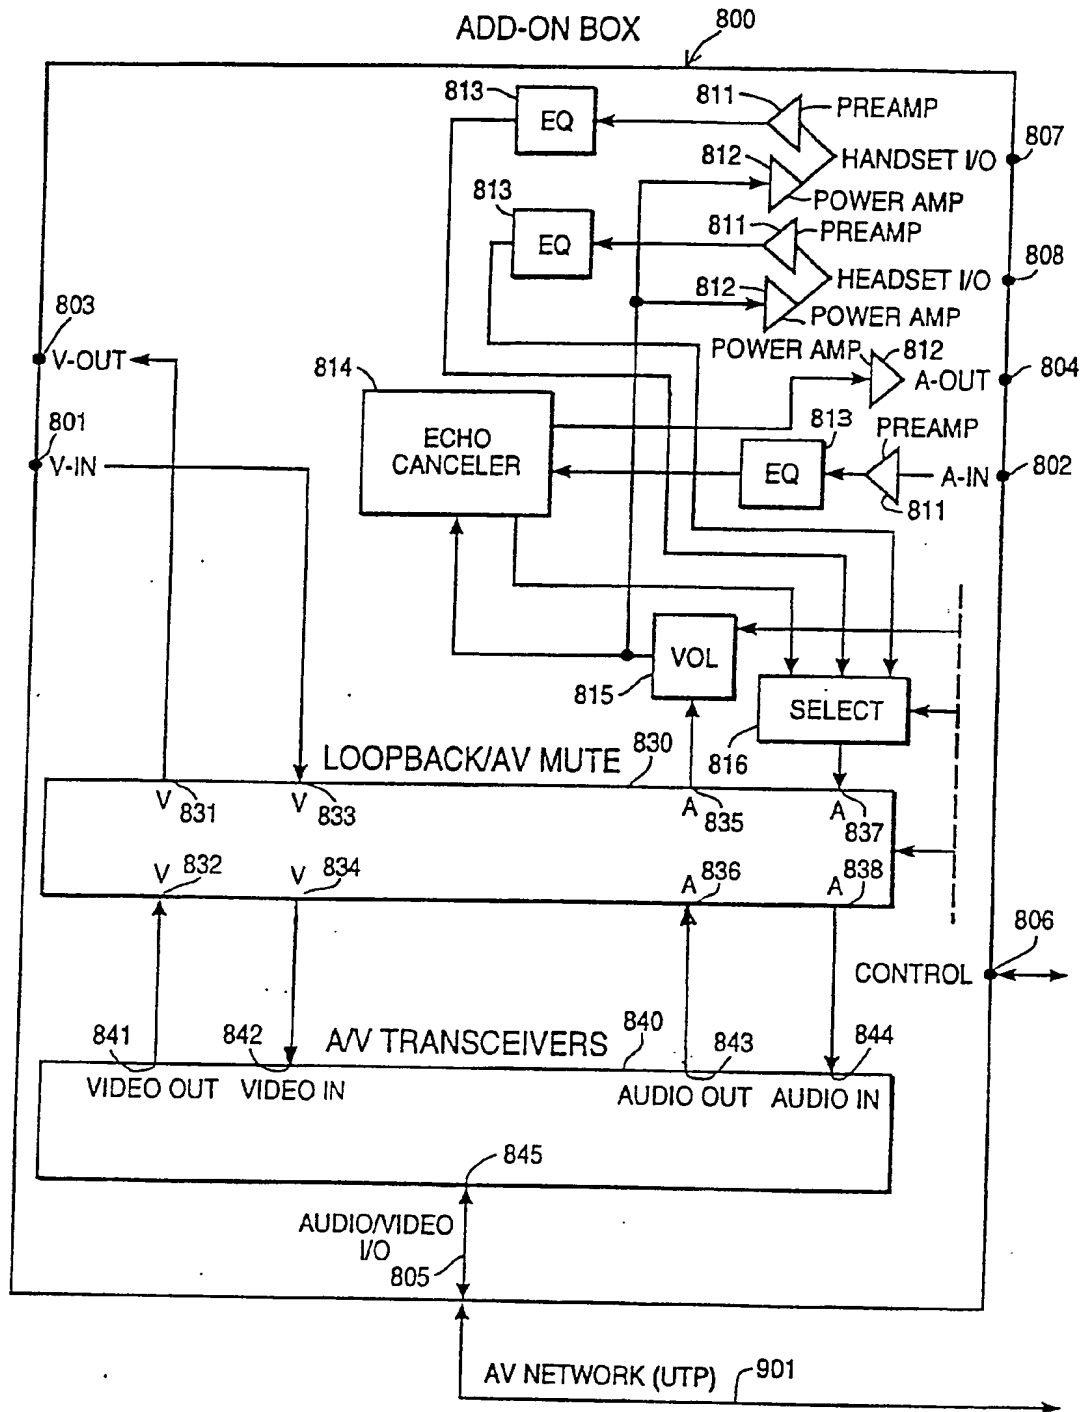 ADD-ON BOX
800
813
EQ
811
PREAMP
807
HANDSET I/O
812
POWER AMP
813
EQ
811
PREAMP
808
HEADSET I/O
812
POWER AMP
803
V-OUT
814
ECHO
CANCELER
POWER AMP
812
A-OUT
804
801
V-IN
813
EQ
PREAMP
A-IN
802
811
VOL
815
SELECT
816
LOOPBACK/AV MUTE
830
V
831
V
833
A
835
A
837
V
832
V
834
A
836
A
838
806
CONTROL
841
842
A/V TRANSCEIVERS
840
843
844
VIDEO OUT
VIDEO IN
AUDIO OUT
AUDIO IN
845
AUDIO/VIDEO
I/O
805
AV NETWORK (UTP)
901